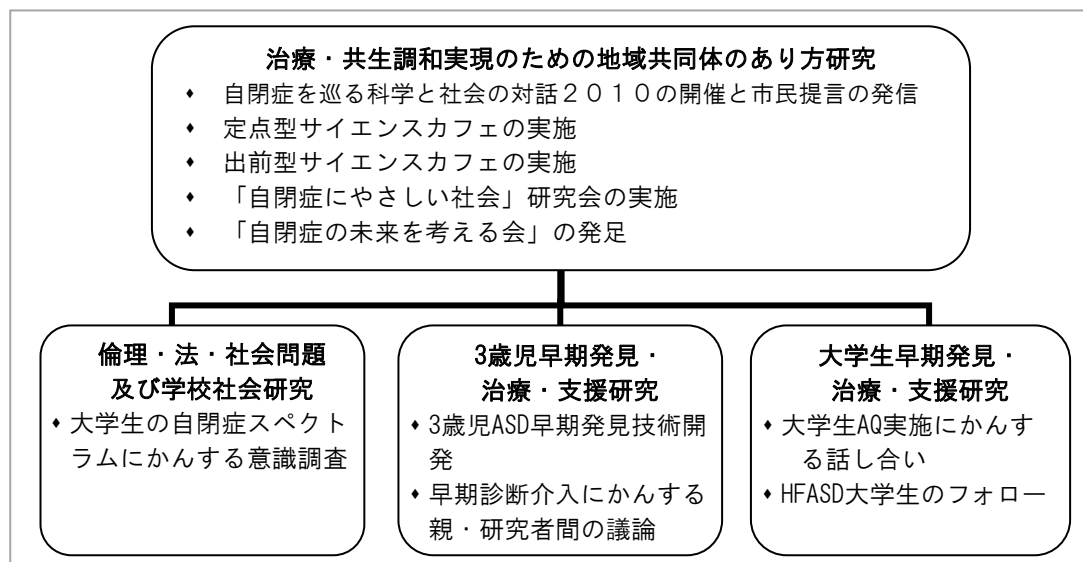 治療・共生調和実現のための地域共同体のあり方研究
♦ 自閉症を巡る科学と社会の対話２０１０の開催と市民提言の発信
♦ 定点型サイエンスカフェの実施
♦ 出前型サイエンスカフェの実施
♦ 「自閉症にやさしい社会」研究会の実施
♦ 「自閉症の未来を考える会」の発足
倫理・法・社会問題
及び学校社会研究
♦ 大学生の自閉症スペクト
ラムにかんする意識調査
3歳児早期発見・
治療・支援研究
♦ 3歳児ASD早期発見技術開
発
♦ 早期診断介入にかんする
親・研究者間の議論
大学生早期発見・
治療・支援研究
♦ 大学生AQ実施にかんす
る話し合い
♦ HFASD大学生のフォロー